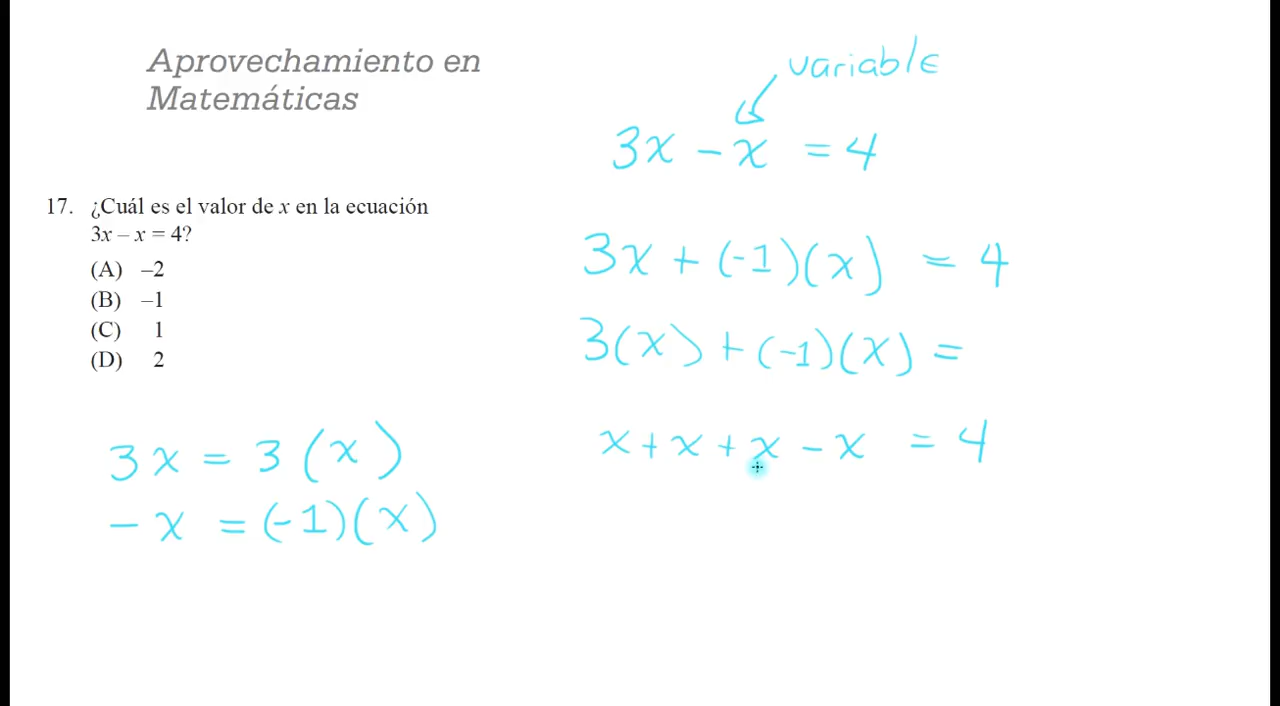 Aprovechamiento en
Matemáticas
17. ¿Cuál es el valor de x en la ecuación
3x – x = 4?
(A) –2
(B) –1
(C) 1
(D) 2
3x = 3(x)
-x = (-1)(x)
variable
3x - x = 4
3x + (-1)(x) = 4
3(x) + (-1)(x) =
x + x + x - x = 4